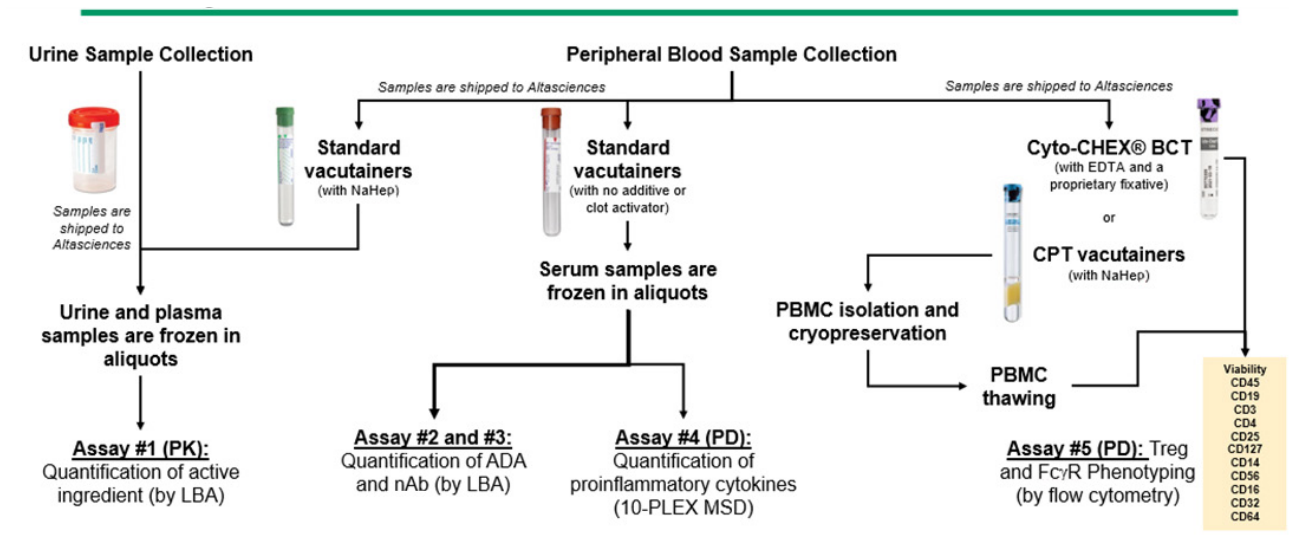 Urine Sample Collection
Samples are
shipped to
Altasciences
Peripheral Blood Sample Collection
Samples are shipped to Altasciences
Samples are shipped to Altasciences
Standard
vacutainers
(with NaHep)
Standard
vacutainers
(with no additive or
clot activator)
Cyto-CHEX® BCT
(with EDTA and a
proprietary fixative)
or
CPT vacutainers
(with NaHep)
Urine and plasma
samples are frozen in
aliquots
Serum samples are
frozen in aliquots
PBMC isolation and
cryopreservation
PBMC
thawing
Assay #1 (PK):
Quantification of active
ingredient (by LBA)
Assay #2 and #3:
Quantification of ADA
and nAb (by LBA)
Assay #4 (PD):
Quantification of
proinflammatory cytokines
(10-PLEX MSD)
Assay #5 (PD): Treg
and FcγR Phenotyping
(by flow cytometry)
Viability
CD45
CD19
CD3
CD4
CD25
CD127
CD14
CD56
CD16
CD32
CD64